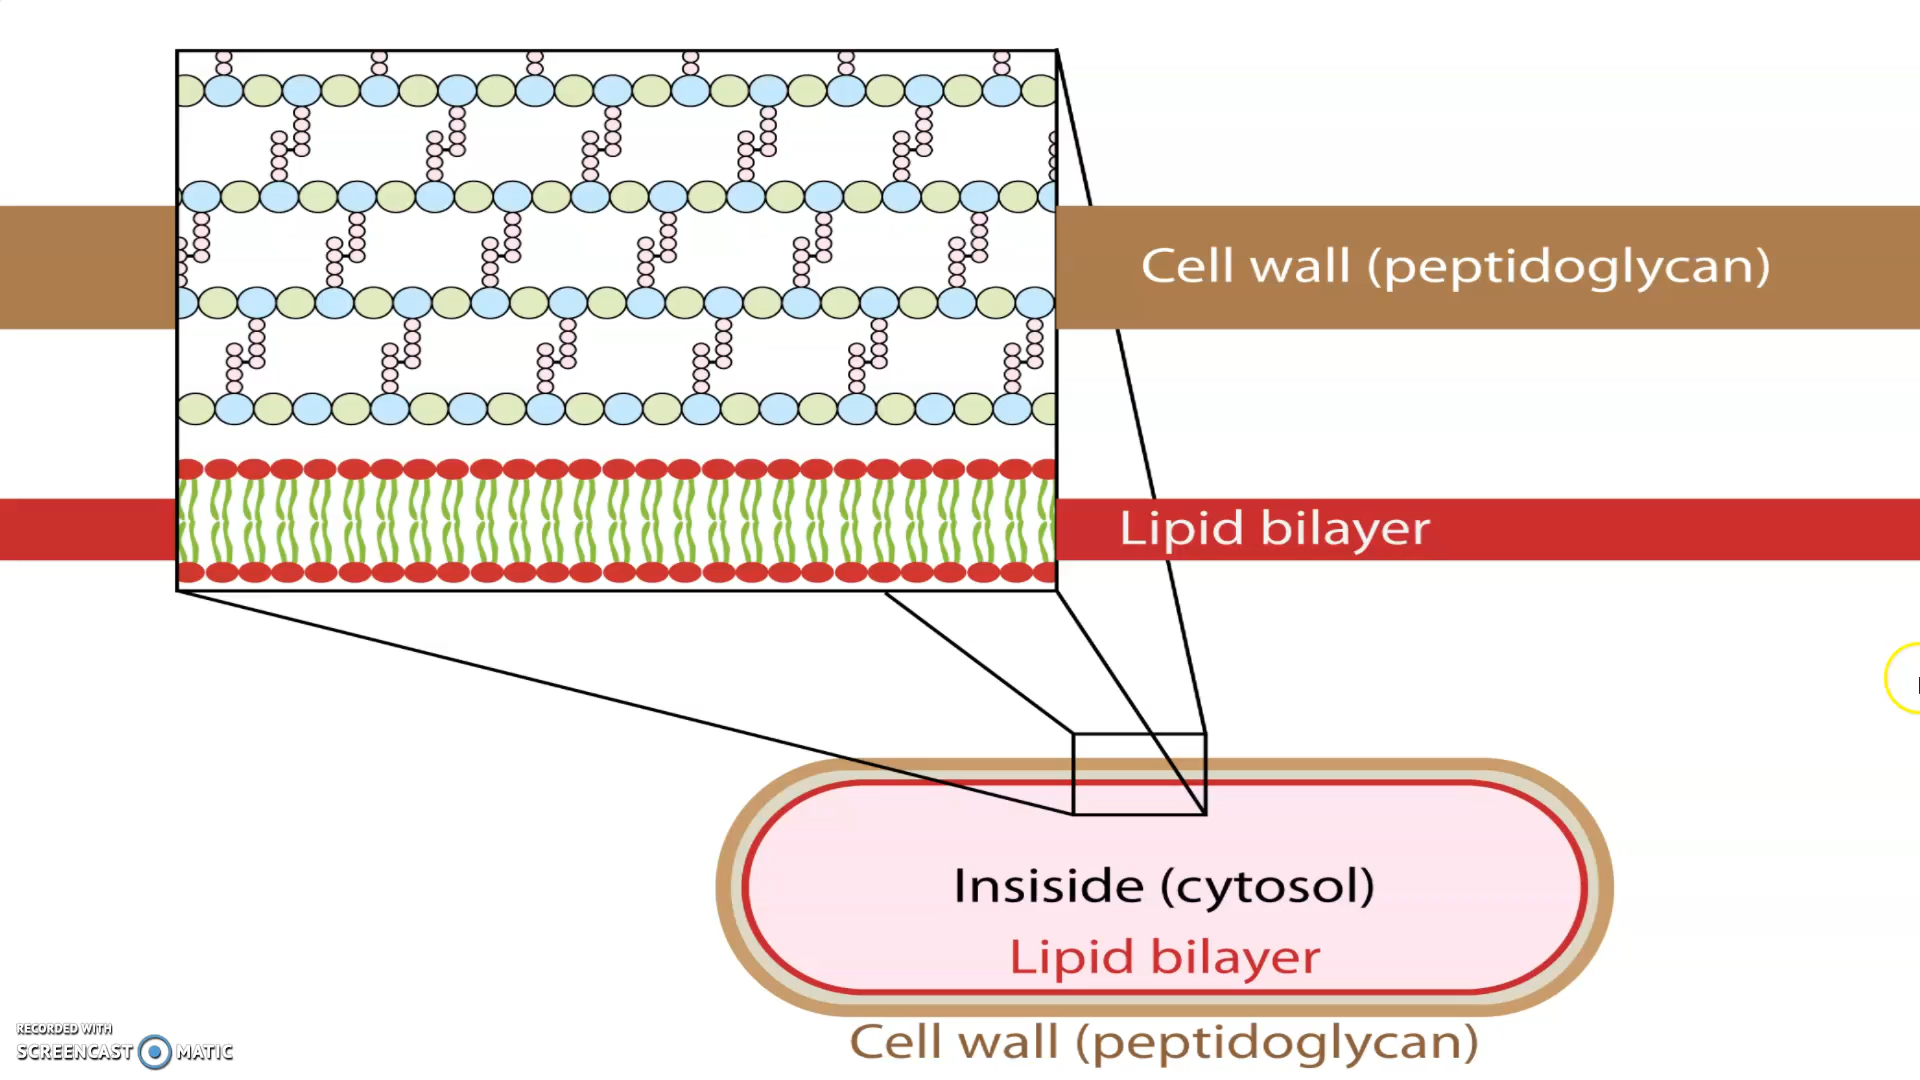 Cell wall (peptidoglycan)
Lipid bilayer
Insiside (cytosol)
Lipid bilayer
Cell wall (peptidoglycan)
RECORDED WITH
SCREENCAST MATIC